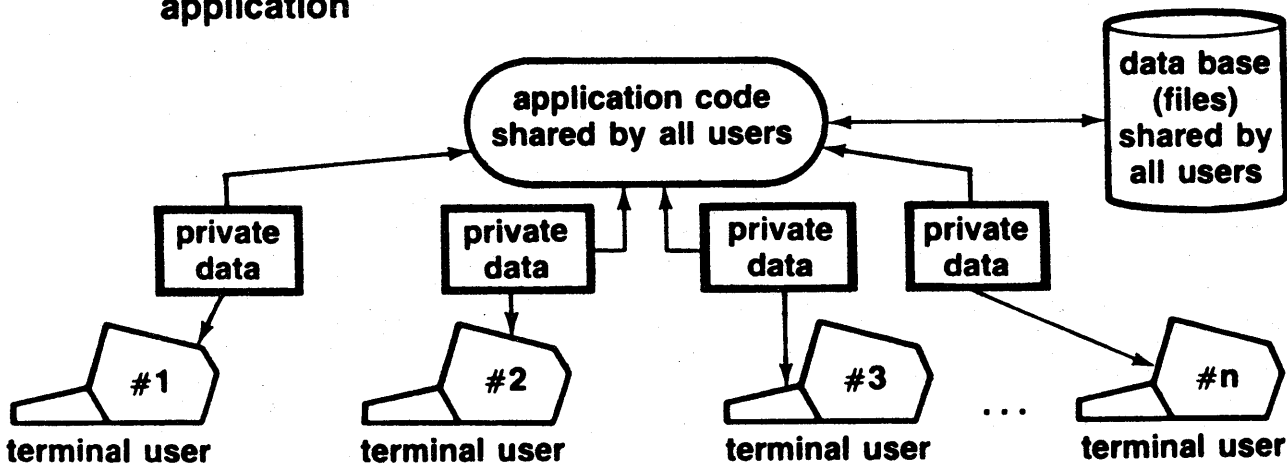 application
application code
shared by all users
data base
(files)
shared by
all users
private
data
private
data
private
data
private
data
#1
#2
#3
#n
...
terminal user
terminal user
terminal user
terminal user